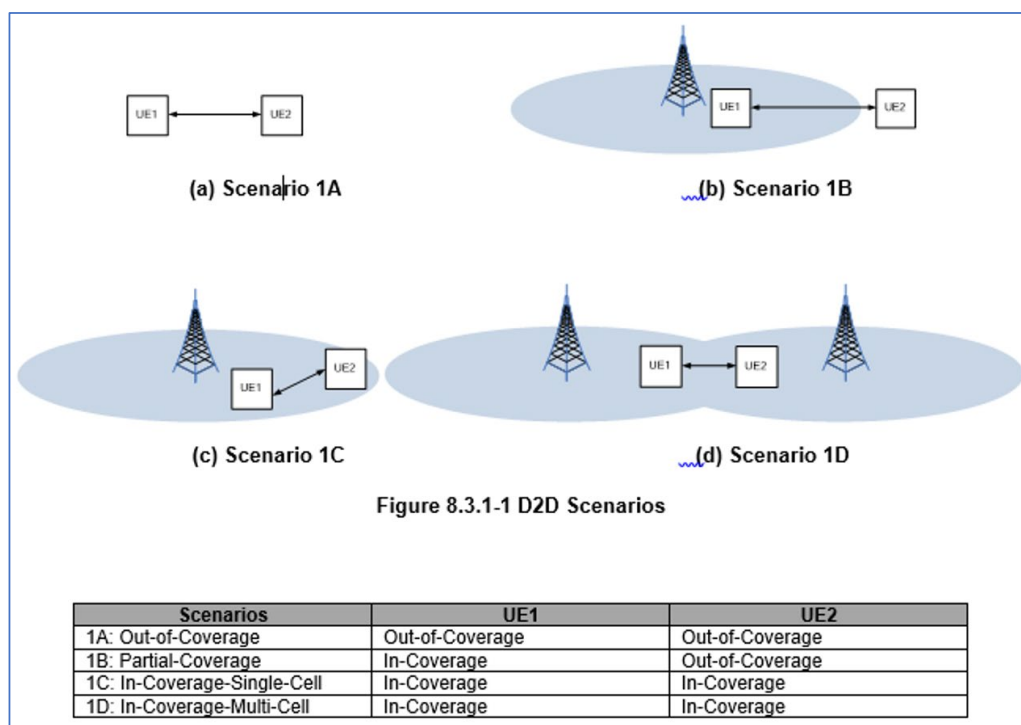 UE1 UE2
UE1 UE2
(a) Scenario 1A
(b) Scenario 1B
UE1 UE2
UE1 UE2
(c) Scenario 1C
(d) Scenario 1D
Figure 8.3.1-1 D2D Scenarios
Scenarios UE1 UE2
1A: Out-of-Coverage Out-of-Coverage Out-of-Coverage
1B: Partial-Coverage In-Coverage Out-of-Coverage
1C: In-Coverage-Single-Cell In-Coverage In-Coverage
1D: In-Coverage-Multi-Cell In-Coverage In-Coverage